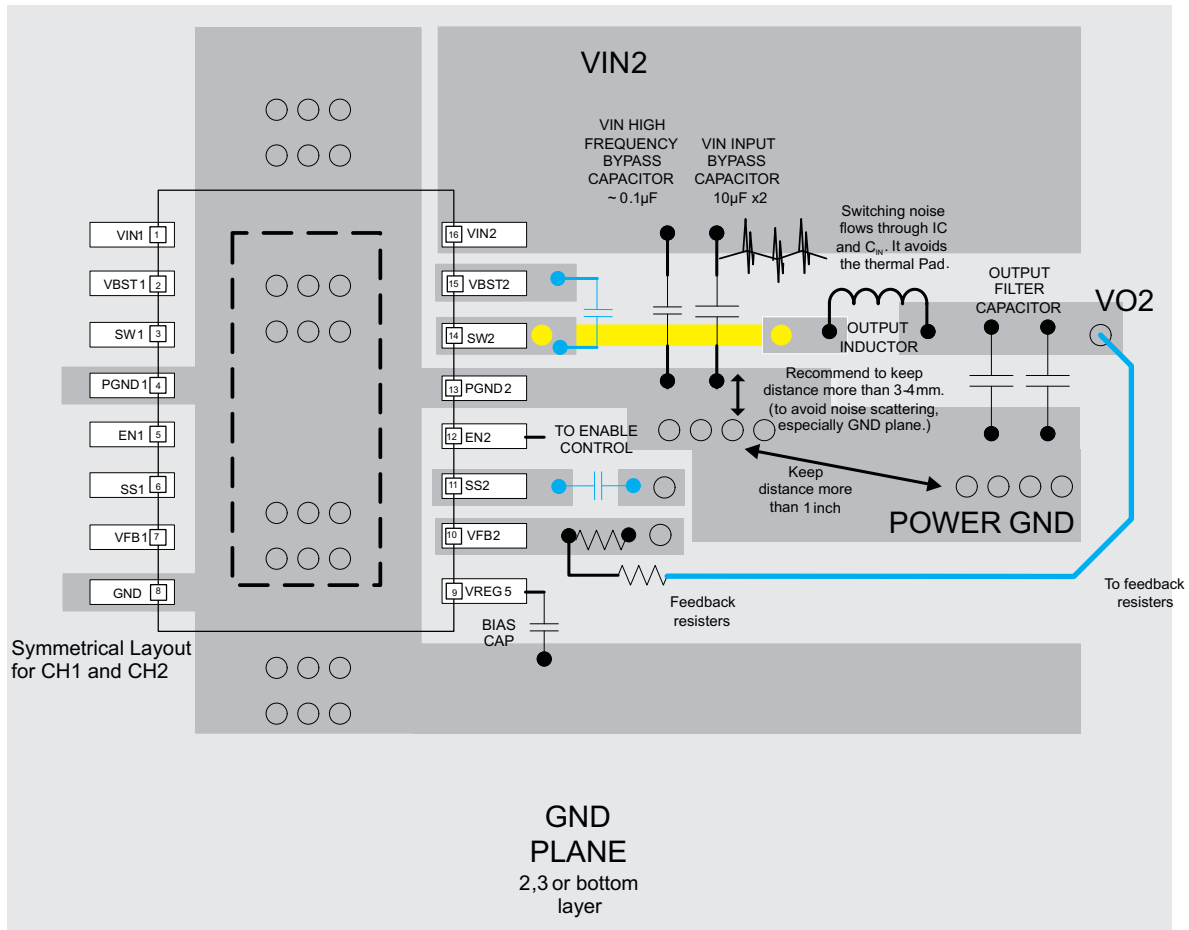 VIN2
VIN HIGH
FREQUENCY
BYPASS
CAPACITOR
~ 0.1µF
VIN INPUT
BYPASS
CAPACITOR
10µF x2
Switching noise
flows through IC
and CIN. It avoids
the thermal Pad.
OUTPUT
FILTER
CAPACITOR
VO2
OUTPUT
INDUCTOR
Recommend to keep
distance more than 3-4mm.
(to avoid noise scattering,
especially GND plane.)
Keep
distance more
than 1 inch
POWER GND
VIN1 1
VBST1 2
SW1 3
PGND1 4
EN1 5
SS1 6
VFB1 7
GND 8
16 VIN2
15 VBST2
14 SW2
13 PGND2
12 EN2
11 SS2
10 VFB2
9 VREG5
TO ENABLE
CONTROL
Feedback
resisters
To feedback
resisters
BIAS
CAP
Symmetrical Layout
for CH1 and CH2
GND
PLANE
2,3 or bottom
layer